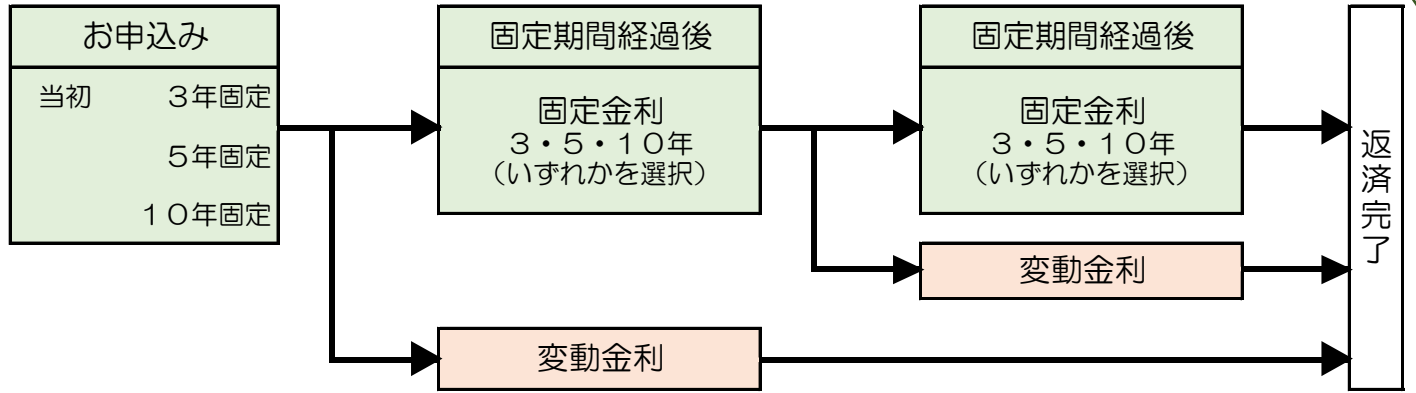 お申込み
当初　３年固定
５年固定
１０年固定
固定期間経過後
固定金利
３・５・１０年
（いずれかを選択）
変動金利
固定期間経過後
固定金利
３・５・１０年
（いずれかを選択）
変動金利
返済完了